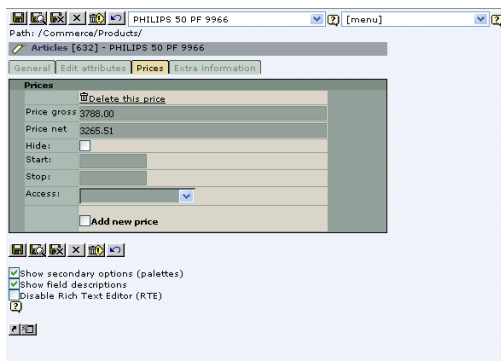 PHILIPS 50 PF 9966 [menu]
Path: /Commerce/Products/
Articles [632] - PHILIPS 50 PF 9966
General Edit attributes Prices Extra information
Prices
Delete this price
Price gross 3788.00
Price net 3265.51
Hide:
Start:
Stop:
Access:
Add new price
Show secondary options (palettes)
Show field descriptions
Disable Rich Text Editor (RTE)